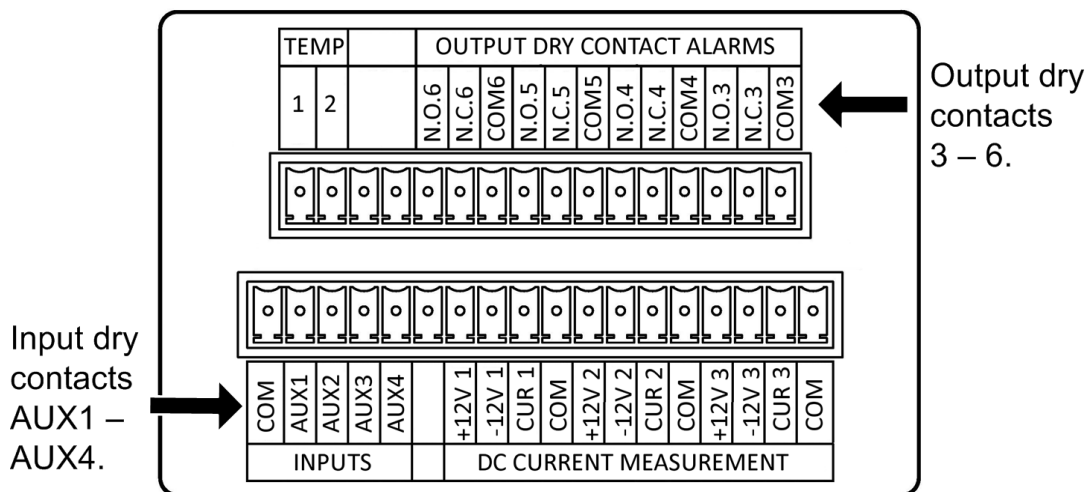 TEMP OUTPUT DRY CONTACT ALARMS
1 2 N.O.6 N.C.6 COM6 N.O.5 N.C.5 COM5 N.O.4 N.C.4 COM4 N.O.3 N.C.3 COM3
Output dry
contacts
3 – 6.
Input dry
contacts
AUX1 –
AUX4.
COM AUX1 AUX2 AUX3 AUX4 +12V 1 -12V 1 CUR 1 COM +12V 2 -12V 2 CUR 2 COM +12V 3 -12V 3 CUR 3 COM
INPUTS DC CURRENT MEASUREMENT